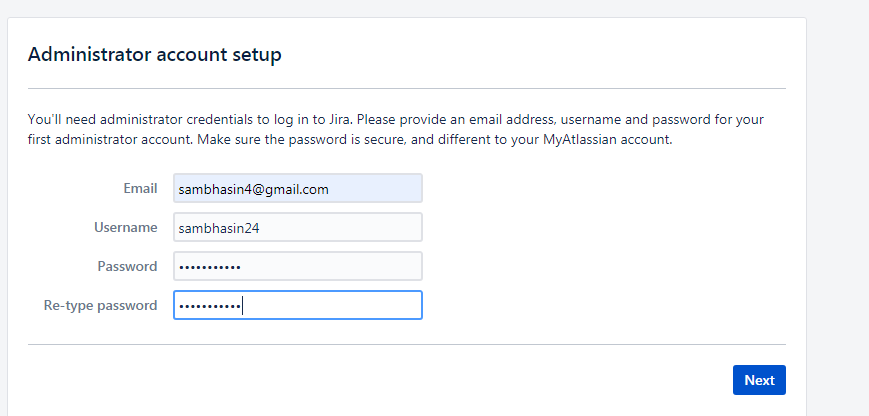 Administrator account setup
You'll need administrator credentials to log in to Jira. Please provide an email address, username and password for your
first administrator account. Make sure the password is secure, and different to your MyAtlassian account.
Email sambhasin4@gmail.com
Username sambhasin24
Password •••••••••••
Re-type password •••••••••••
Next